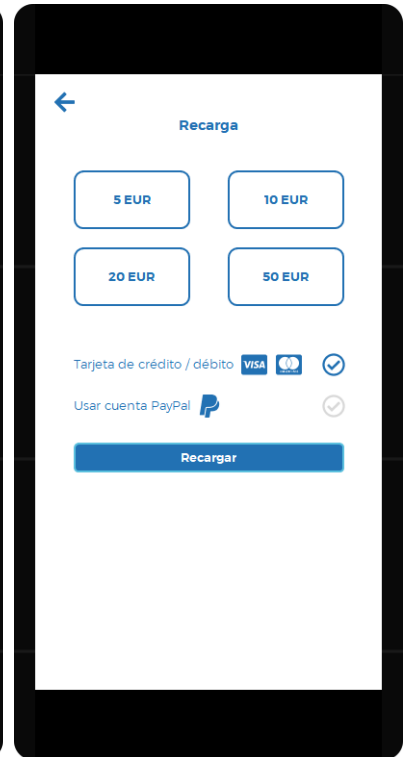 Recarga
5 EUR
10 EUR
20 EUR
50 EUR
Tarjeta de crédito / débito VISA
Usar cuenta PayPal
Recargar